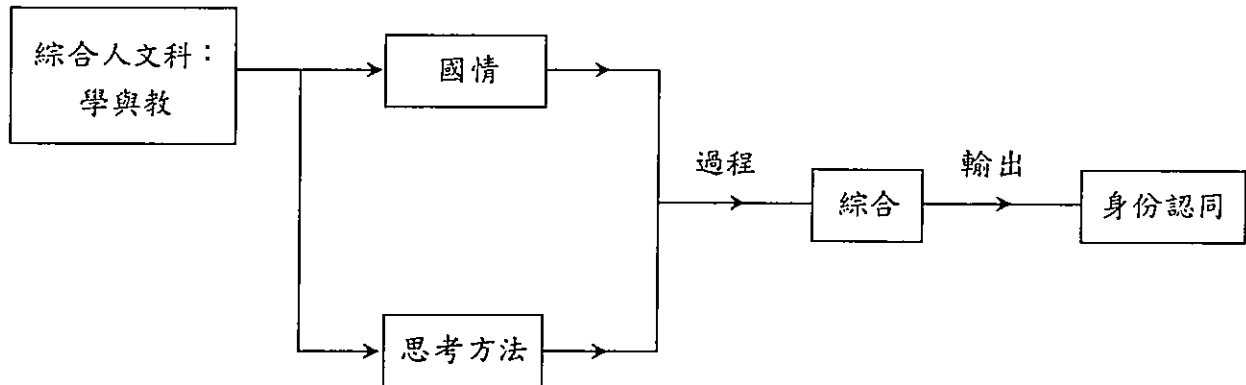 綜合人文科：
學與教
國情
過程
輸出
綜合
身份認同
思考方法